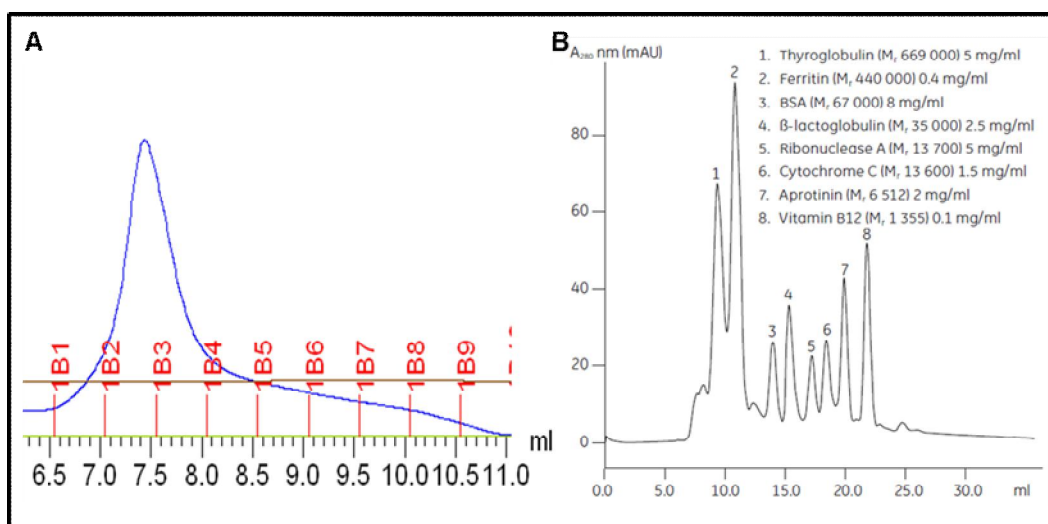 A
1B1 1B2 1B3 1B4 1B5 1B6 1B7 1B8 1B9
ml
6.5 7.0 7.5 8.0 8.5 9.0 9.5 10.0 10.5 11.0
B
A₂₈₀ nm (mAU)
1. Thyroglobulin (Mr 669 000) 5 mg/ml
2. Ferritin (Mr 440 000) 0.4 mg/ml
3. BSA (Mr 67 000) 8 mg/ml
4. ß-lactoglobulin (Mr 35 000) 2.5 mg/ml
5. Ribonuclease A (Mr 13 700) 5 mg/ml
6. Cytochrome C (Mr 13 600) 1.5 mg/ml
7. Aprotinin (Mr 6 512) 2 mg/ml
8. Vitamin B12 (Mr 1 355) 0.1 mg/ml
80
60
40
20
0
1 2 3 4 5 6 7 8
0.0 5.0 10.0 15.0 20.0 25.0 30.0 ml